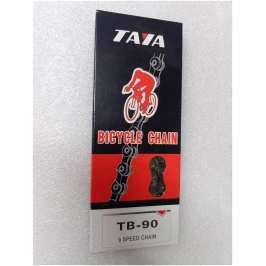 TAYA
BICYCLE CHAIN
TB-90
9 SPEED CHAIN